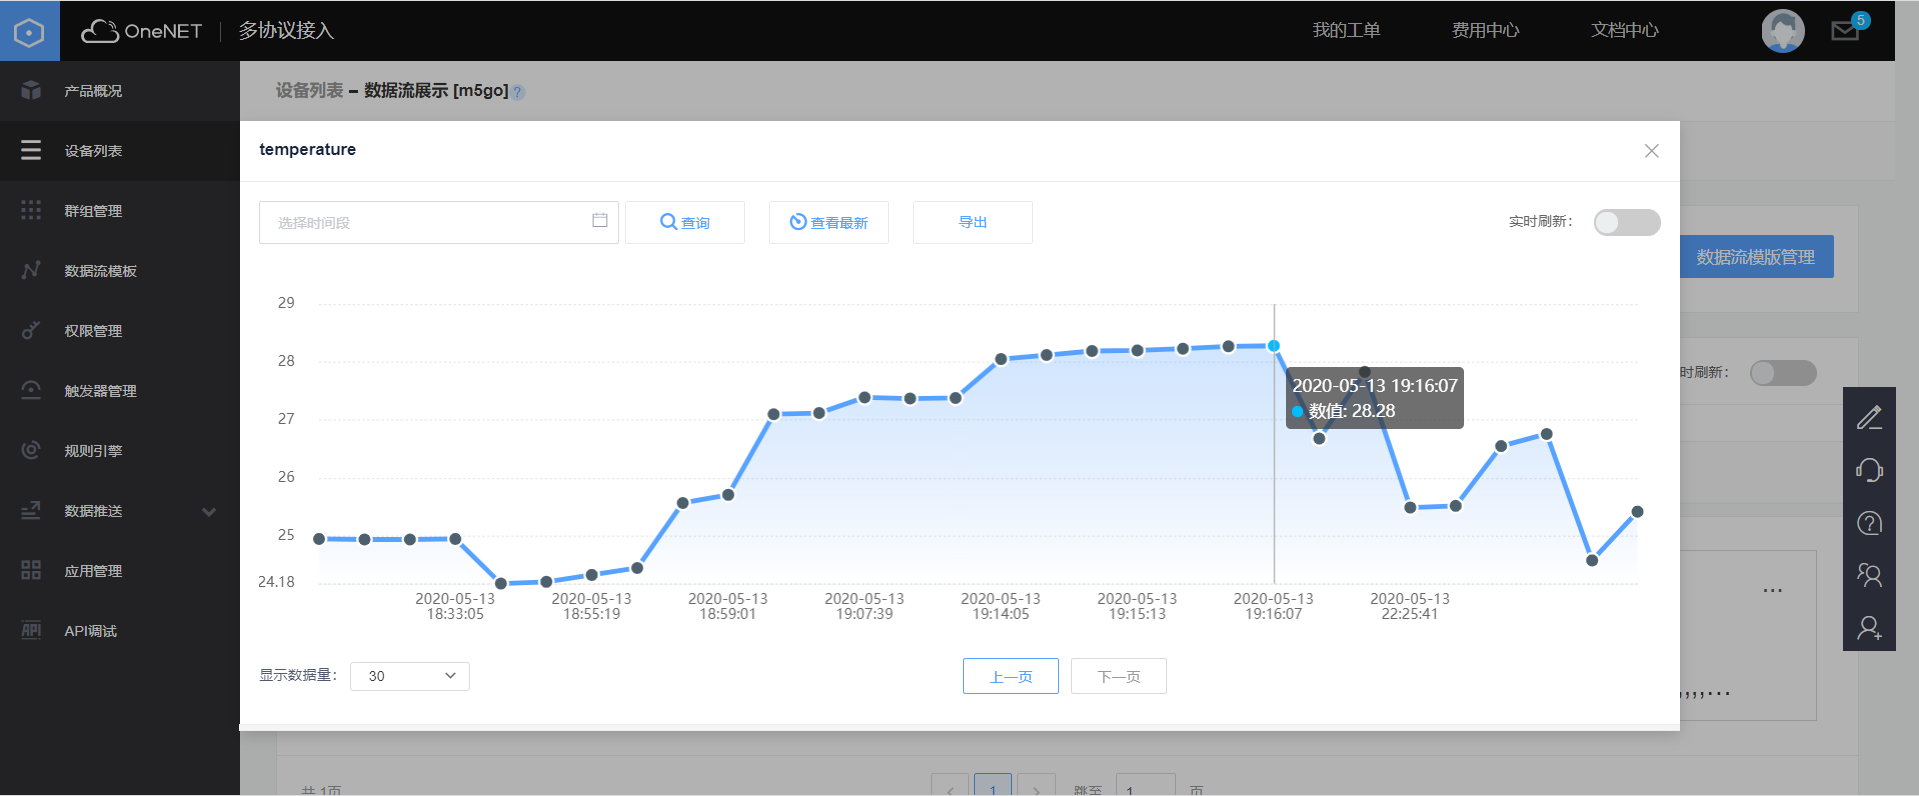 OneNET 多协议接入 我的工单 费用中心 文档中心 5
产品概况
设备列表
群组管理
数据流模板
权限管理
触发器管理
规则引擎
数据推送
应用管理
API API调试
设备列表 – 数据流展示 [m5go] ?
temperature
选择时间段 查询 查看最新 导出 实时刷新：
数据流模版管理
时刷新：
29
28
27
26
25
24.18
2020-05-13 19:16:07
数值: 28.28
2020-05-13 2020-05-13 2020-05-13 2020-05-13 2020-05-13 2020-05-13 2020-05-13 2020-05-13
18:33:05 18:55:19 18:59:01 19:07:39 19:14:05 19:15:13 19:16:07 22:25:41
...
,,,,...
显示数据量： 30 上一页 下一页
共 1页 < 1 > 跳至 1 页